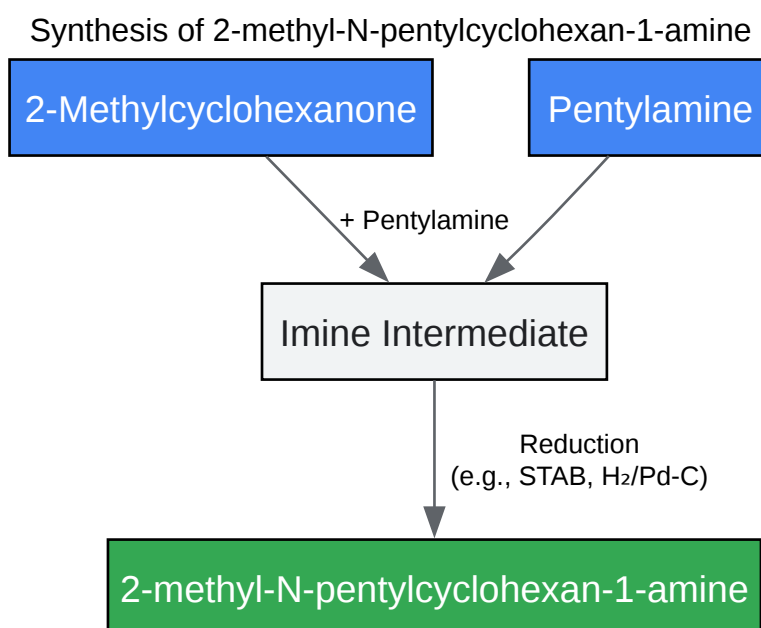 Synthesis of 2-methyl-N-pentylcyclohexan-1-amine
2-Methylcyclohexanone
Pentylamine
+ Pentylamine
Imine Intermediate
Reduction
(e.g., STAB, H₂/Pd-C)
2-methyl-N-pentylcyclohexan-1-amine